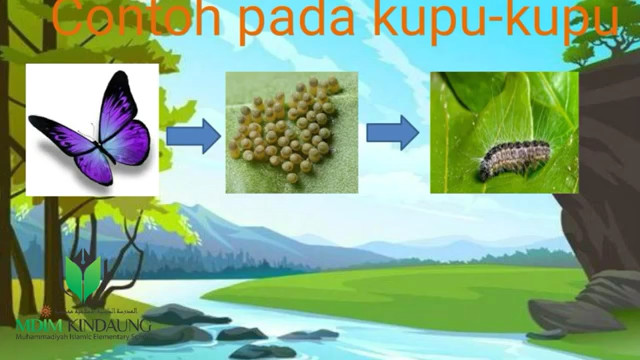 Contoh pada kupu-kupu
MDIM KINDAUNG
Muhammadiyah Islamic Elementary